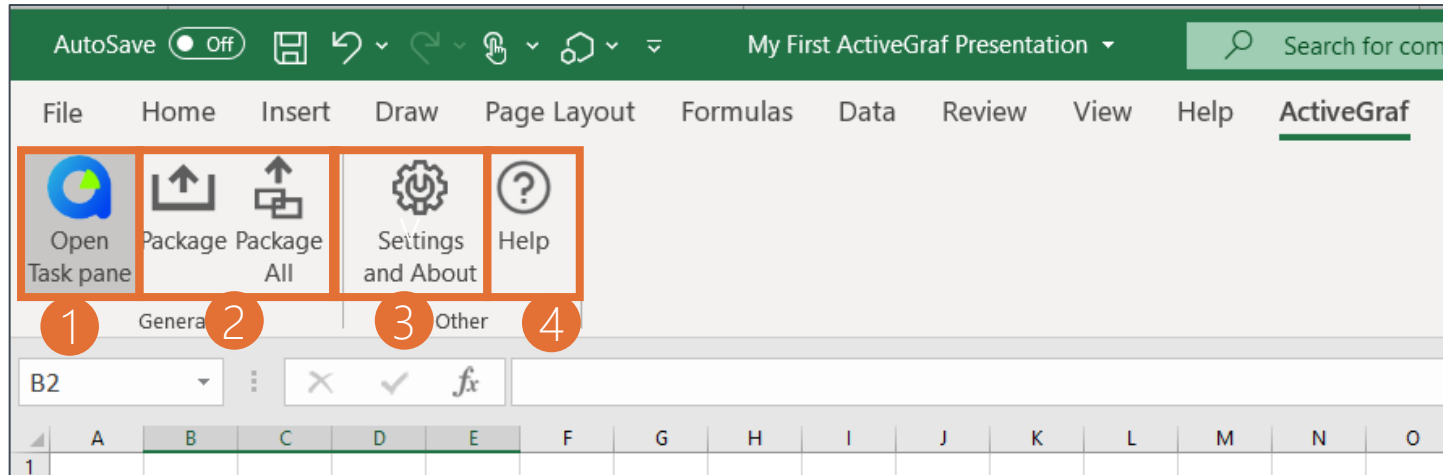 AutoSave Off My First ActiveGraf Presentation Search for com
File Home Insert Draw Page Layout Formulas Data Review View Help ActiveGraf
Open Package Package Settings Help
Task pane All and About
1 Genera 2 3 Other 4
B2 fx
A B C D E F G H I J K L M N O
1